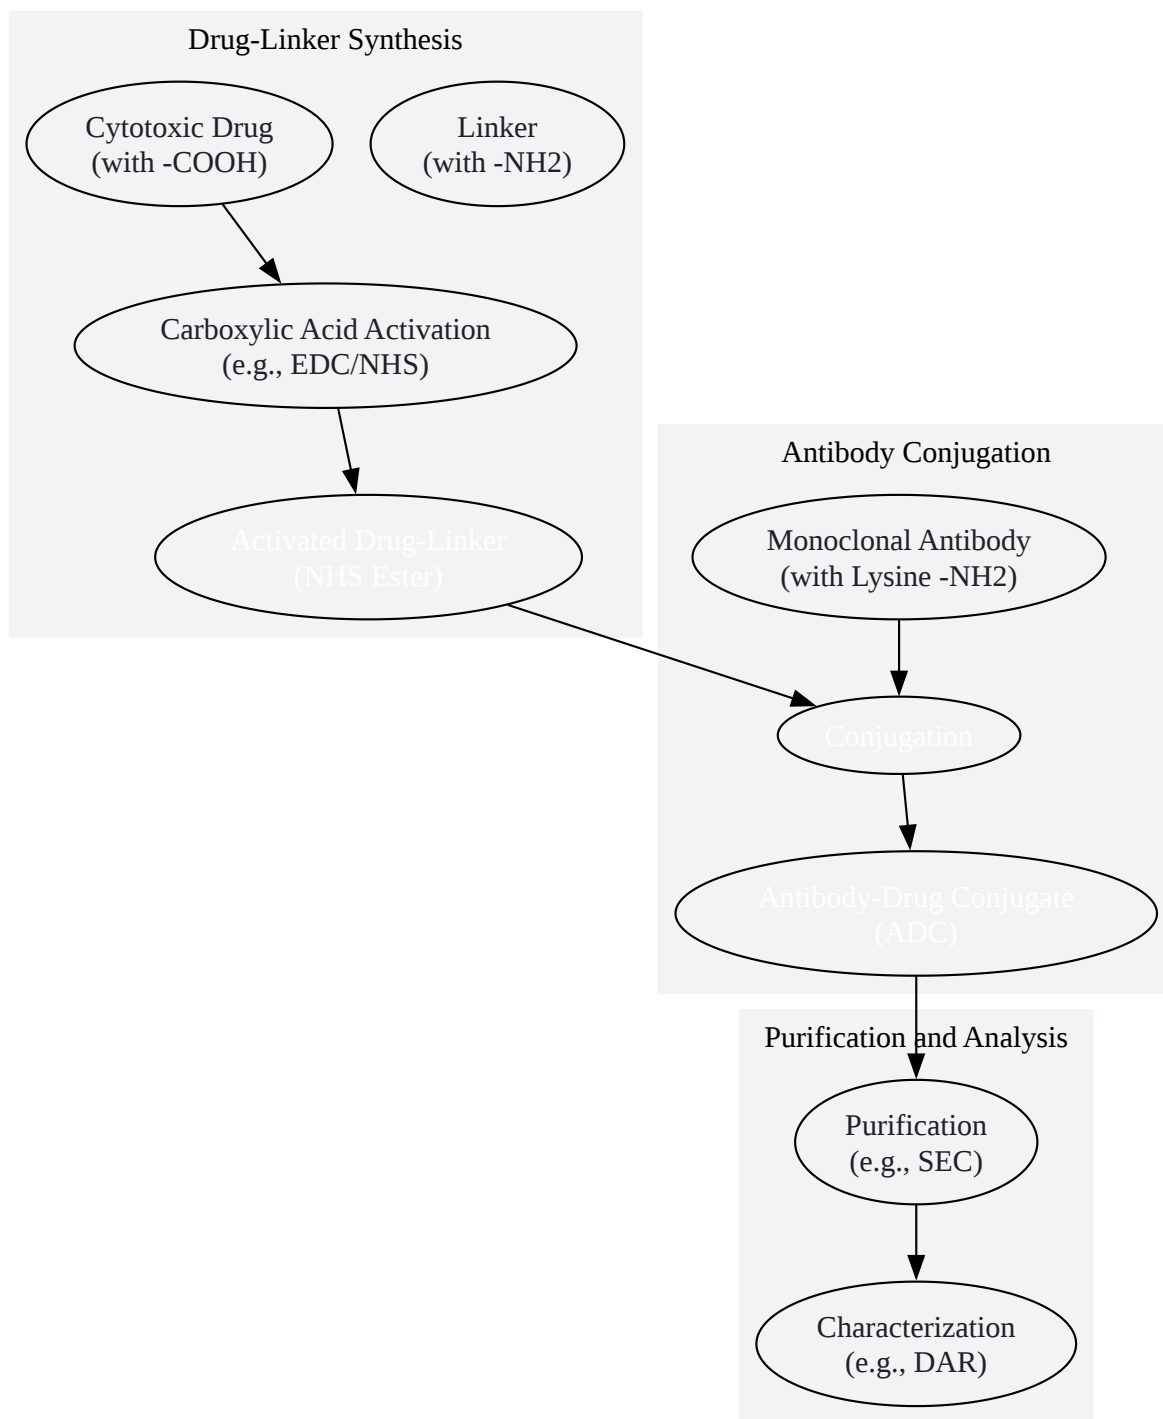 Drug-Linker Synthesis
Cytotoxic Drug
(with -COOH)
Linker
(with -NH2)
Carboxylic Acid Activation
(e.g., EDC/NHS)
Activated Drug-Linker
(NHS Ester)
Antibody Conjugation
Monoclonal Antibody
(with Lysine -NH2)
Conjugation
Antibody-Drug Conjugate
(ADC)
Purification and Analysis
Purification
(e.g., SEC)
Characterization
(e.g., DAR)